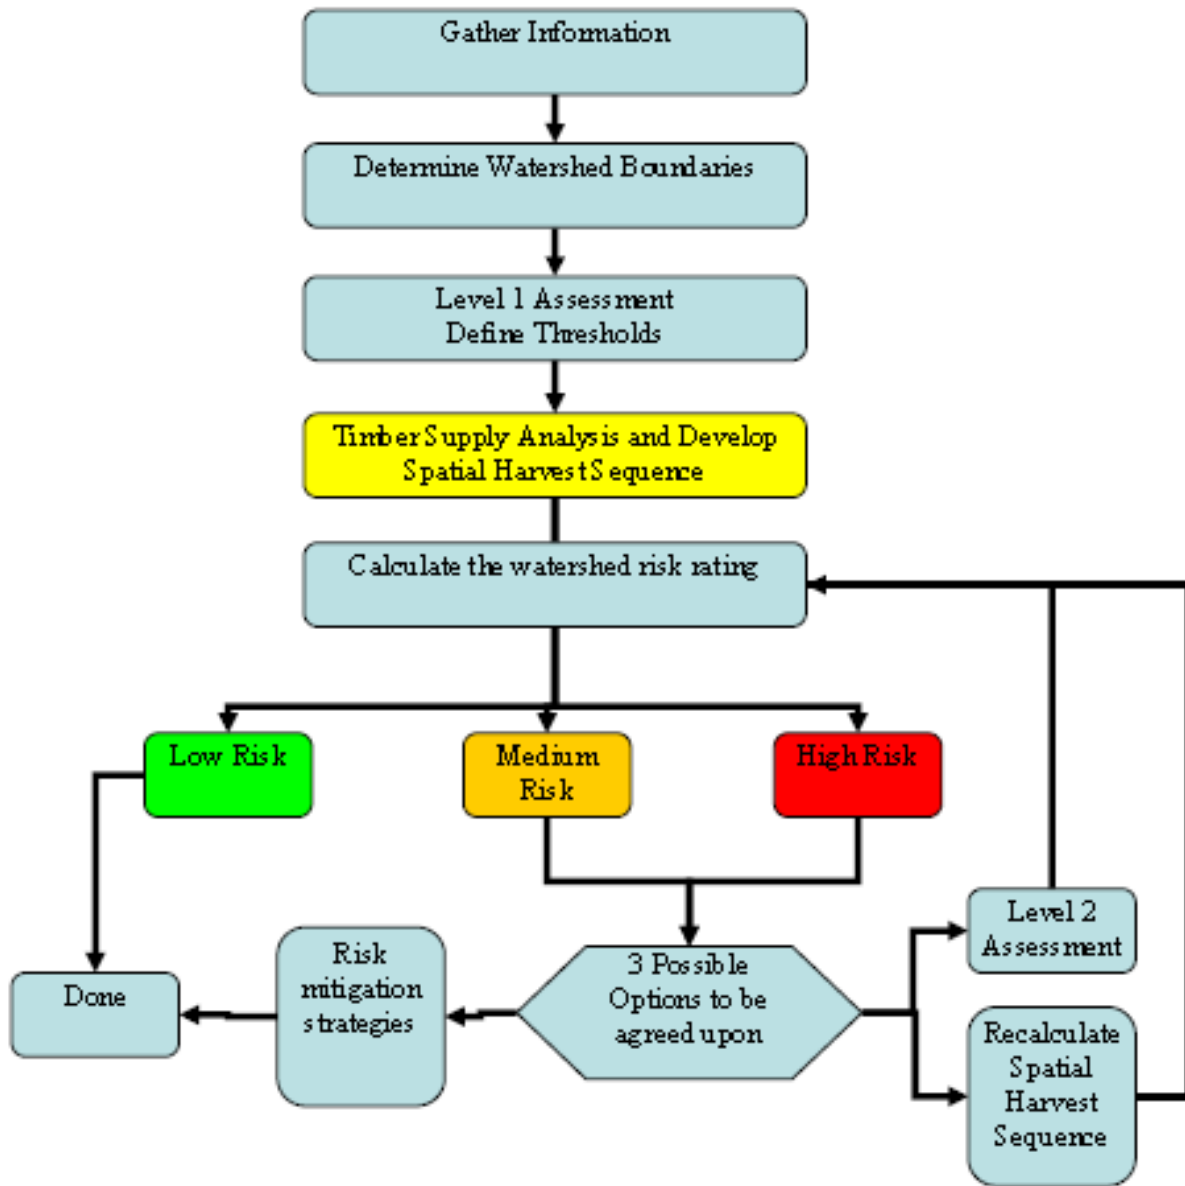 Gather Information
Determine Watershed Boundaries
Level 1 Assessment
Define Thresholds
Timber Supply Analysis and Develop
Spatial Harvest Sequence
Calculate the watershed risk rating
Low Risk
Medium
Risk
High Risk
Level 2
Assessment
Risk
mitigation
strategies
3 Possible
Options to be
agreed upon
Done
Recalculate
Spatial
Harvest
Sequence